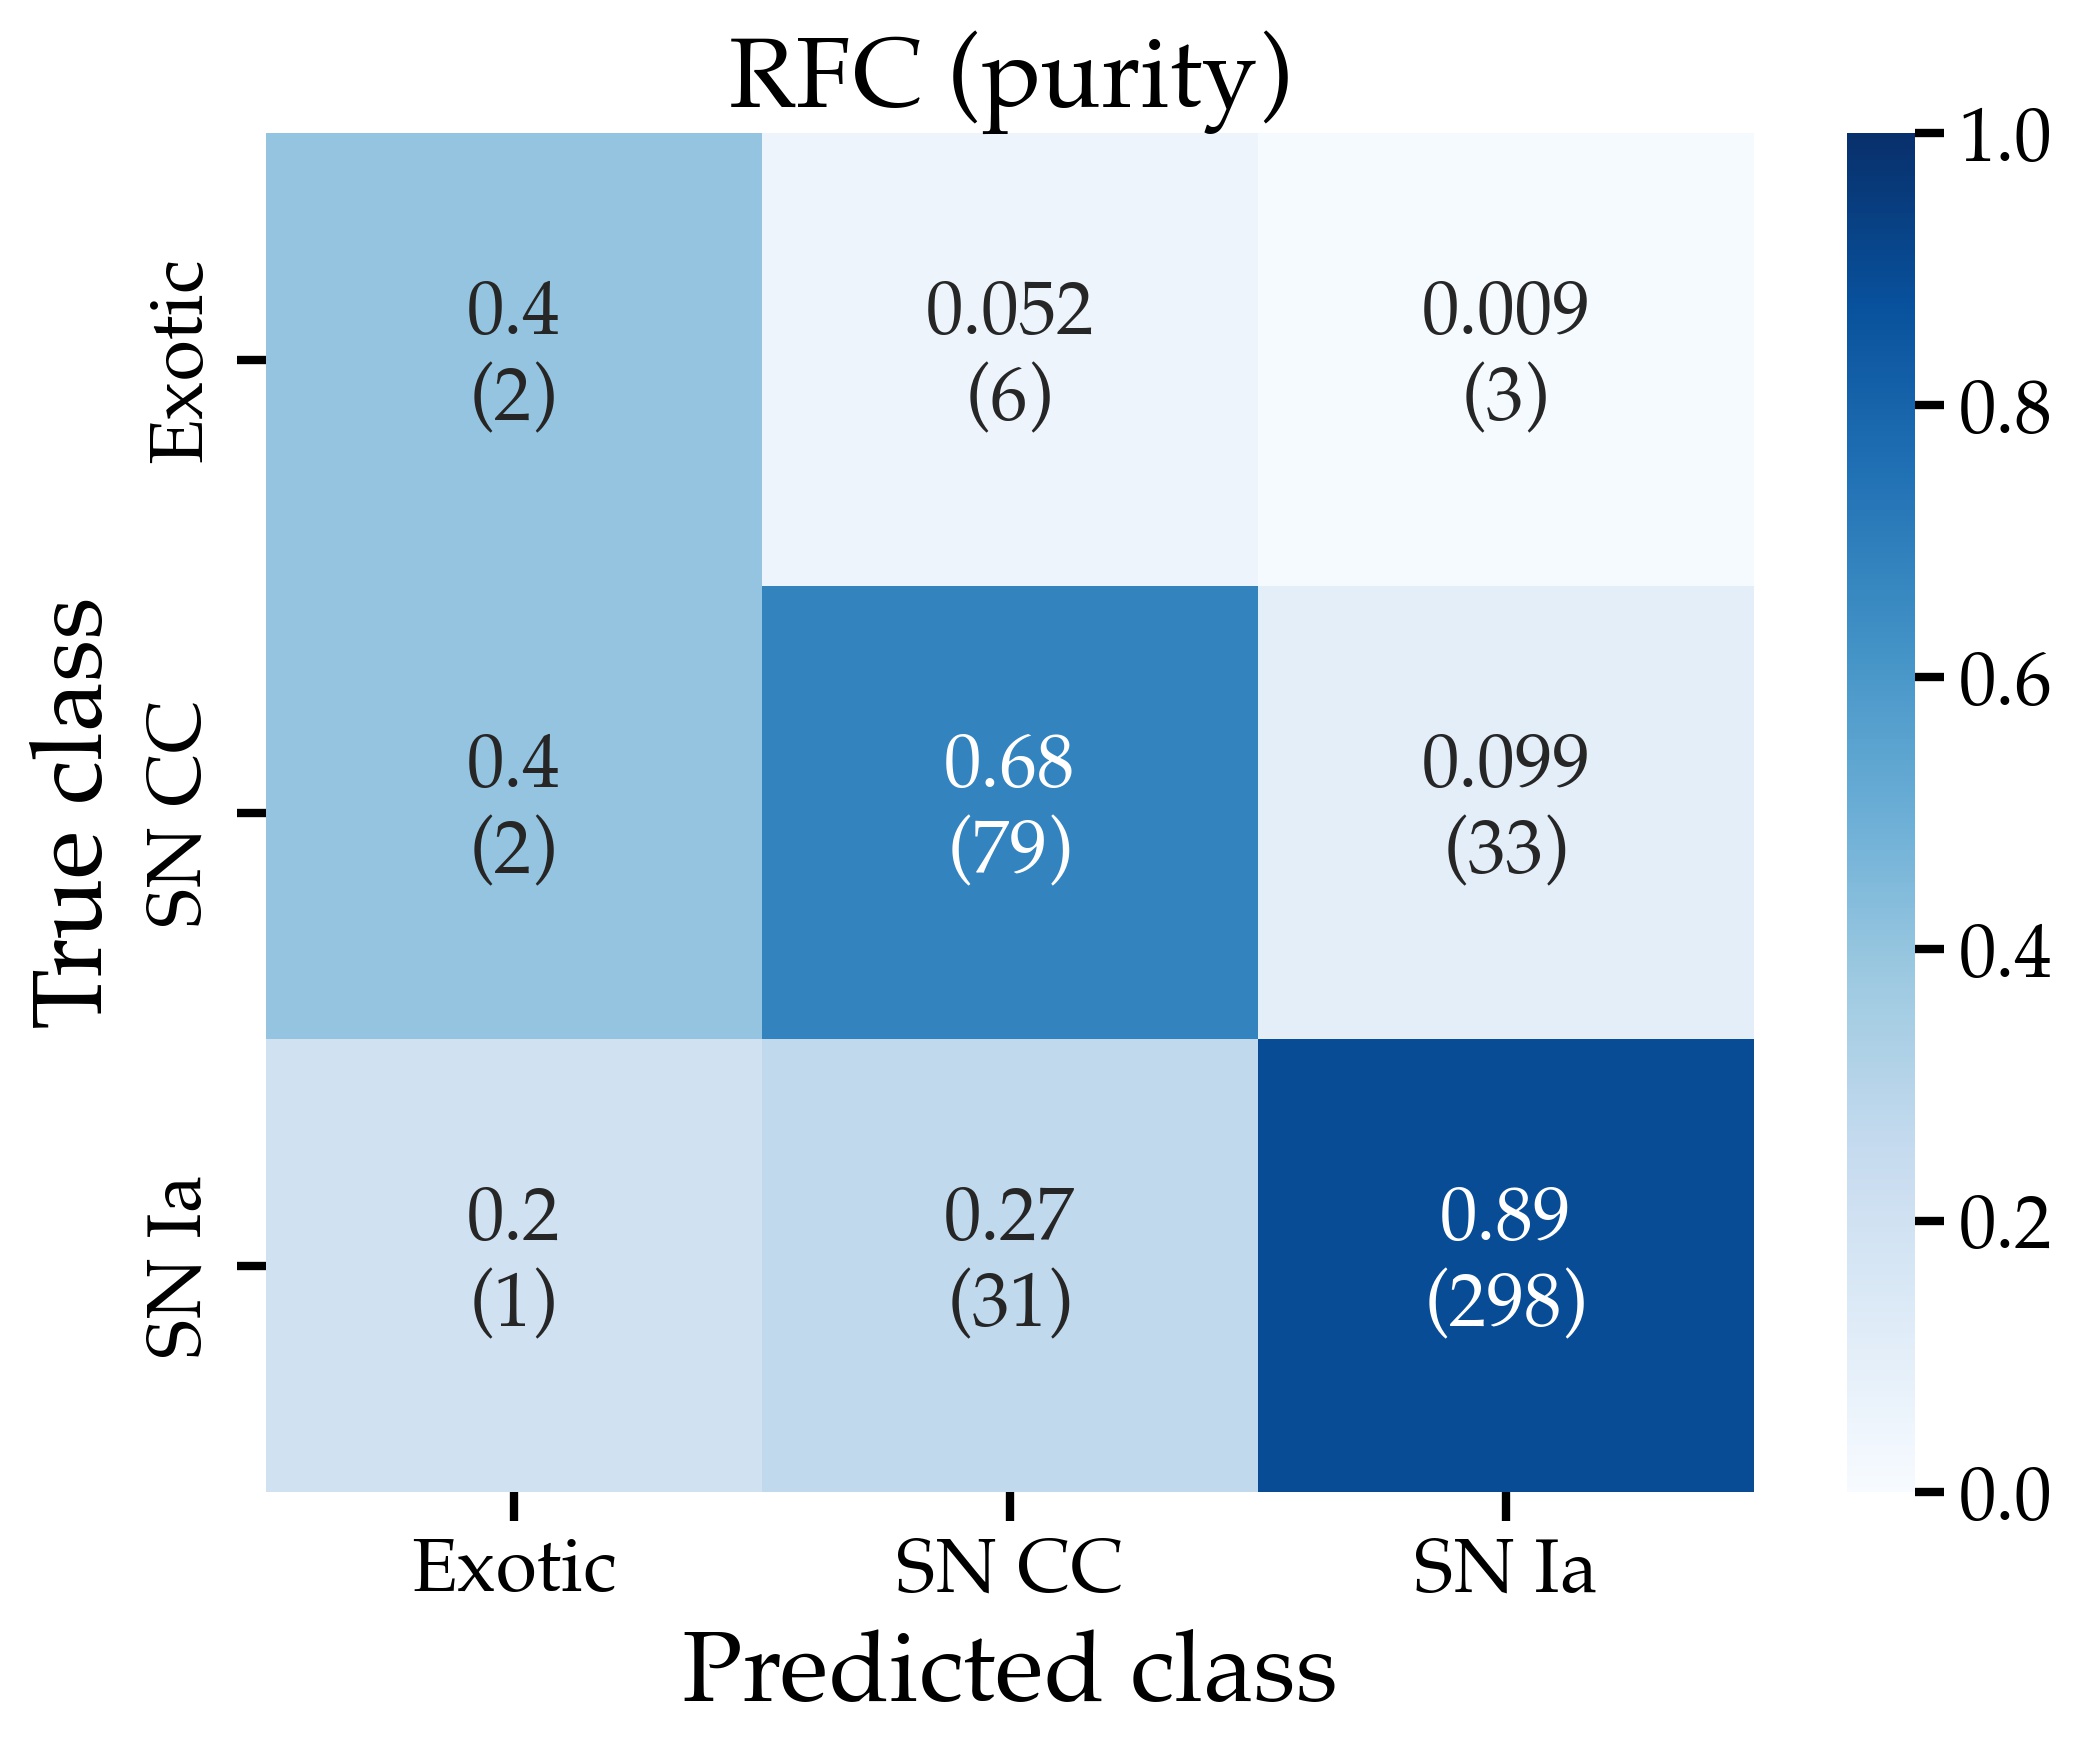 RFC (purity)
True class
Exotic
SN CC
SN Ia
0.4
(2)
0.052
(6)
0.009
(3)
0.4
(2)
0.68
(79)
0.099
(33)
0.2
(1)
0.27
(31)
0.89
(298)
Exotic
SN CC
SN Ia
Predicted class
1.0
0.8
0.6
0.4
0.2
0.0